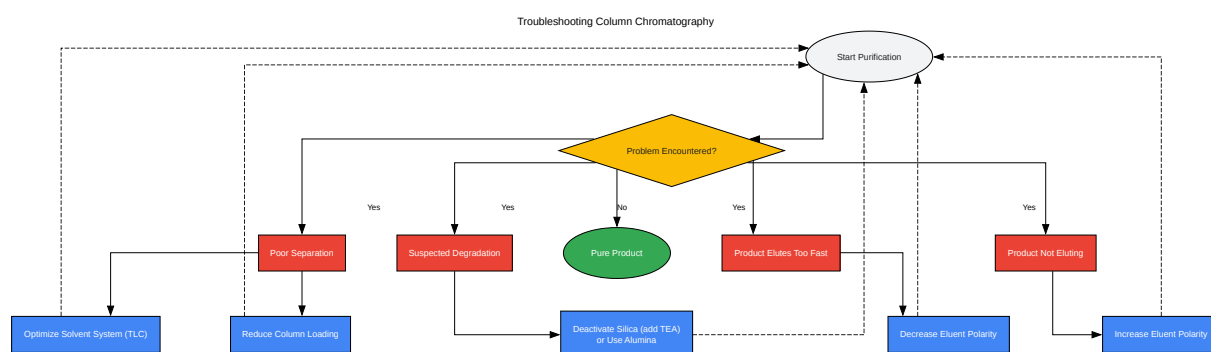 Troubleshooting Column Chromatography
Start Purification
Problem Encountered?
Yes
Yes
No
Yes
Yes
Poor Separation
Suspected Degradation
Pure Product
Product Elutes Too Fast
Product Not Eluting
Optimize Solvent System (TLC)
Reduce Column Loading
Deactivate Silica (add TEA)
or Use Alumina
Decrease Eluent Polarity
Increase Eluent Polarity